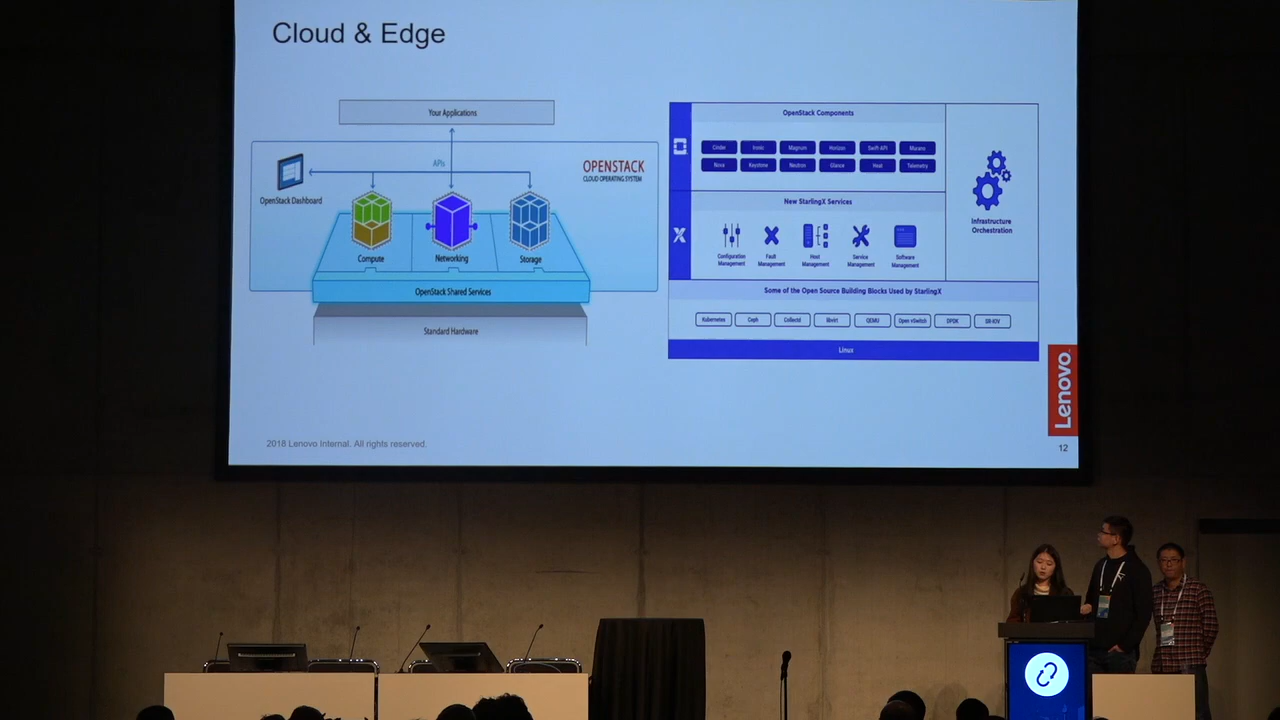 Cloud & Edge
Your Applications
APIs
OPENSTACK
CLOUD OPERATING SYSTEM
OpenStack Dashboard
Compute
Networking
Storage
OpenStack Shared Services
Standard Hardware
OpenStack Components
Cinder Ironic Magnum Horizon Swift API Murano
Nova Keystone Neutron Glance Heat Telemetry
New StarlingX Services
Configuration Management
Fault Management
Host Management
Service Management
Software Management
Infrastructure Orchestration
Some of the Open Source Building Blocks Used by StarlingX
Kubernetes Ceph Collectd libvirt QEMU Open vSwitch DPDK SR-IOV
Linux
Lenovo
2018 Lenovo Internal. All rights reserved.
12